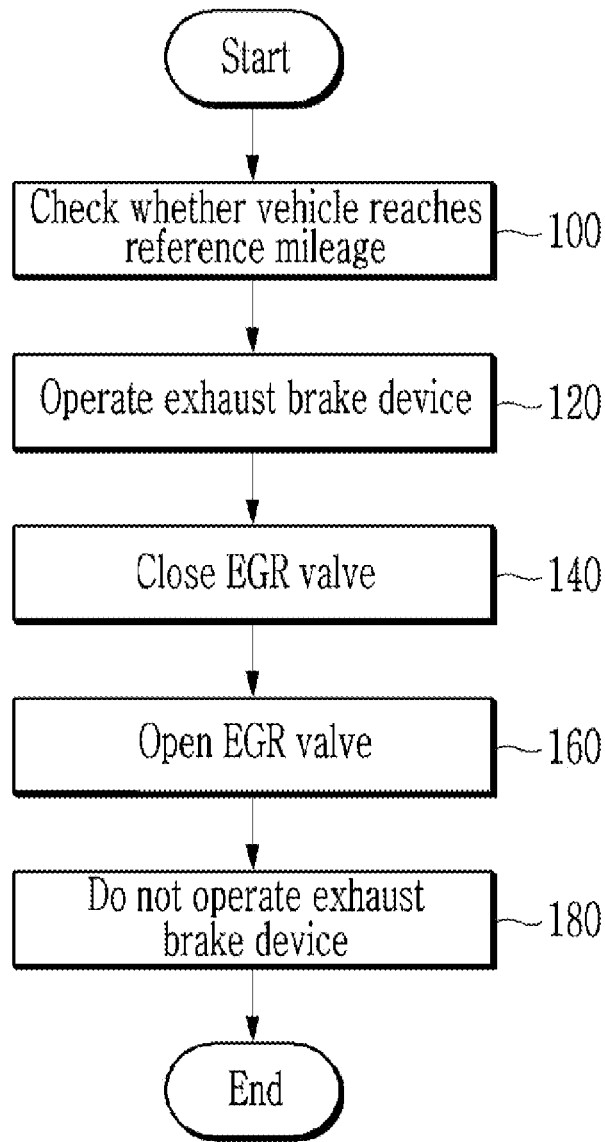 Start
Check whether vehicle reaches
reference mileage
100
Operate exhaust brake device
120
Close EGR valve
140
Open EGR valve
160
Do not operate exhaust
brake device
180
End